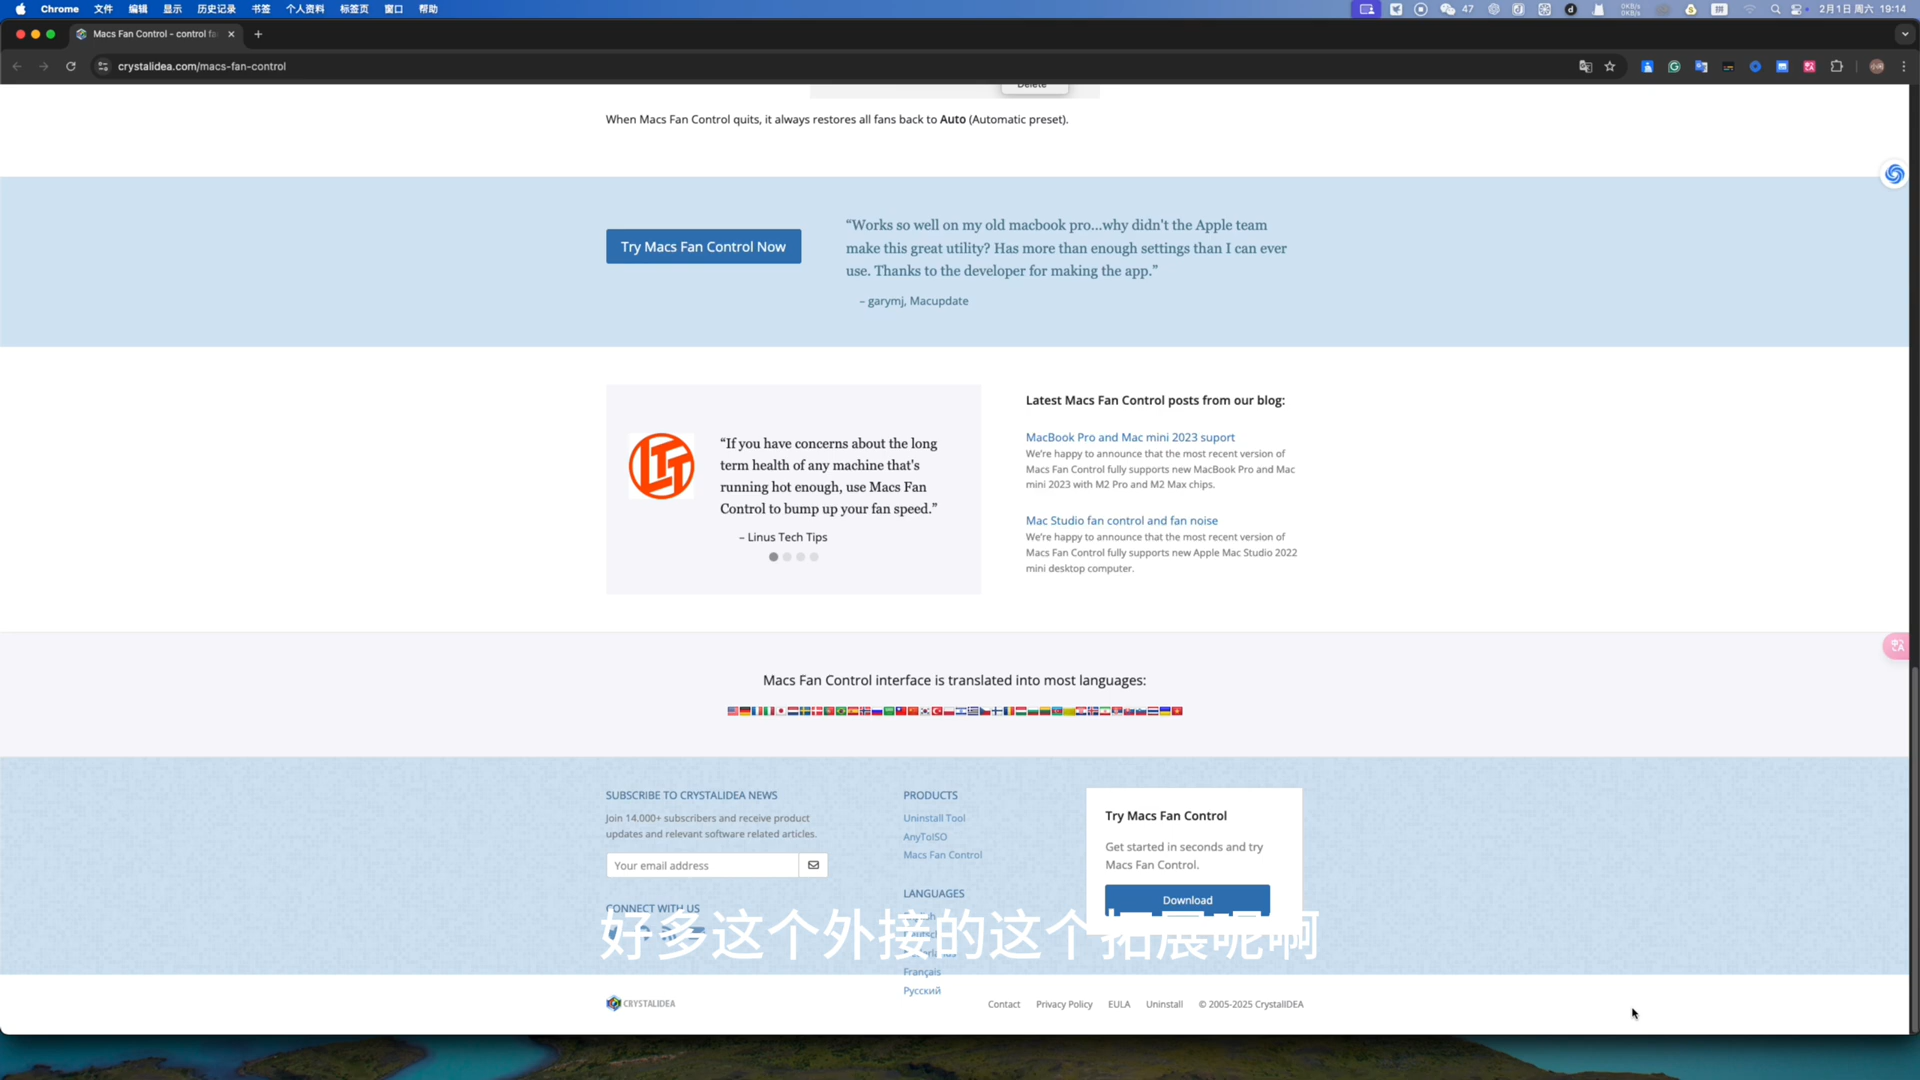 Chrome 文件 编辑 显示 历史记录 书签 个人资料 标签页 窗口 帮助
47
2月1日 周六 19:14
Macs Fan Control - control fa
crystalidea.com/macs-fan-control
Delete
When Macs Fan Control quits, it always restores all fans back to Auto (Automatic preset).
Try Macs Fan Control Now
“Works so well on my old macbook pro...why didn't the Apple team
make this great utility? Has more than enough settings than I can ever
use. Thanks to the developer for making the app.”
– garymj, Macupdate
“If you have concerns about the long
term health of any machine that's
running hot enough, use Macs Fan
Control to bump up your fan speed.”
– Linus Tech Tips
Latest Macs Fan Control posts from our blog:
MacBook Pro and Mac mini 2023 suport
We’re happy to announce that the most recent version of
Macs Fan Control fully supports new MacBook Pro and Mac
mini 2023 with M2 Pro and M2 Max chips.
Mac Studio fan control and fan noise
We’re happy to announce that the most recent version of
Macs Fan Control fully supports new Apple Mac Studio 2022
mini desktop computer.
Macs Fan Control interface is translated into most languages:
SUBSCRIBE TO CRYSTALIDEA NEWS
Join 14.000+ subscribers and receive product
updates and relevant software related articles.
Your email address
CONNECT WITH US
PRODUCTS
Uninstall Tool
AnyToISO
Macs Fan Control
LANGUAGES
English
Deutsch
Nederlands
Français
Русский
Try Macs Fan Control
Get started in seconds and try
Macs Fan Control.
Download
好多这个外接的这个拓展呢啊
CRYSTALIDEA
Contact Privacy Policy EULA Uninstall © 2005-2025 CrystalIDEA